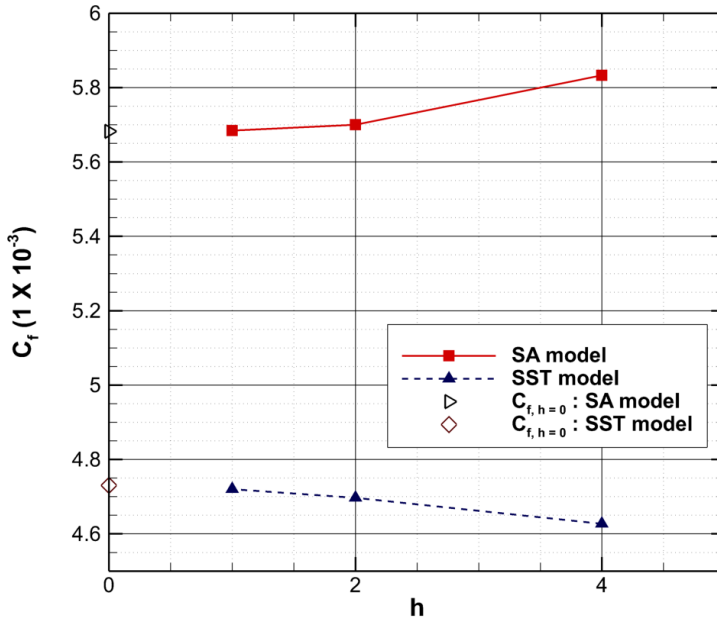 6
5.8
5.6
5.4
5.2
5
4.8
4.6
0
2
4
C_f (1 X 10^-3)
h
SA model
SST model
C_f, h = 0 : SA model
C_f, h = 0 : SST model